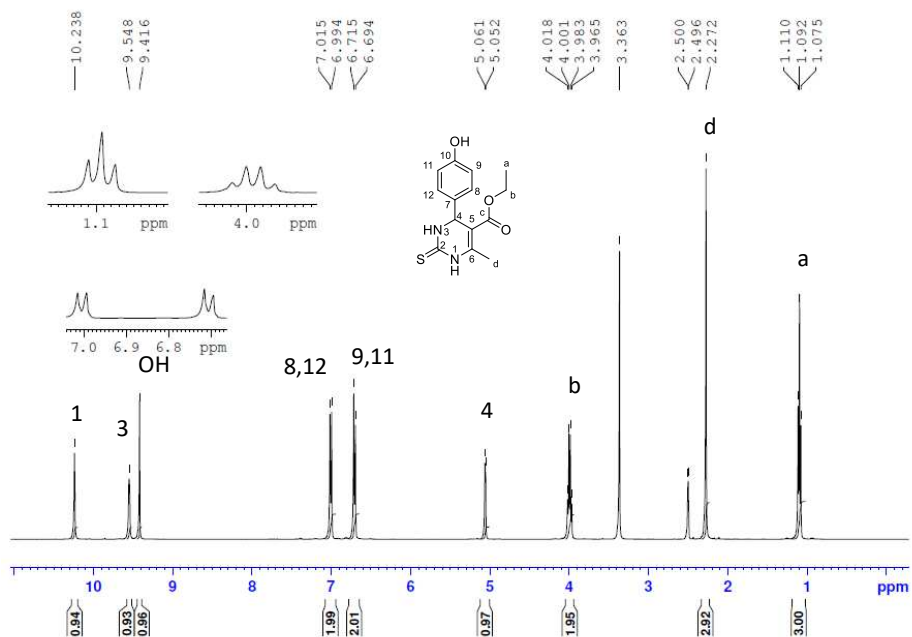 10.238
9.548
9.416
7.015
6.994
6.715
6.694
5.061
5.052
4.018
4.001
3.983
3.965
3.363
2.500
2.496
2.272
1.110
1.092
1.075
d
OH
10
11 9
a
12 8
O b
7
4 c
5 O
HN 3
2 1 6
S NH d
1.1 ppm 4.0 ppm
a
7.0 6.9 6.8 ppm
OH
8,12 9,11
b
1 3 4
10 9 8 7 6 5 4 3 2 1 ppm
0.94 0.93 0.96 1.99 2.01 0.97 1.95 2.92 3.00